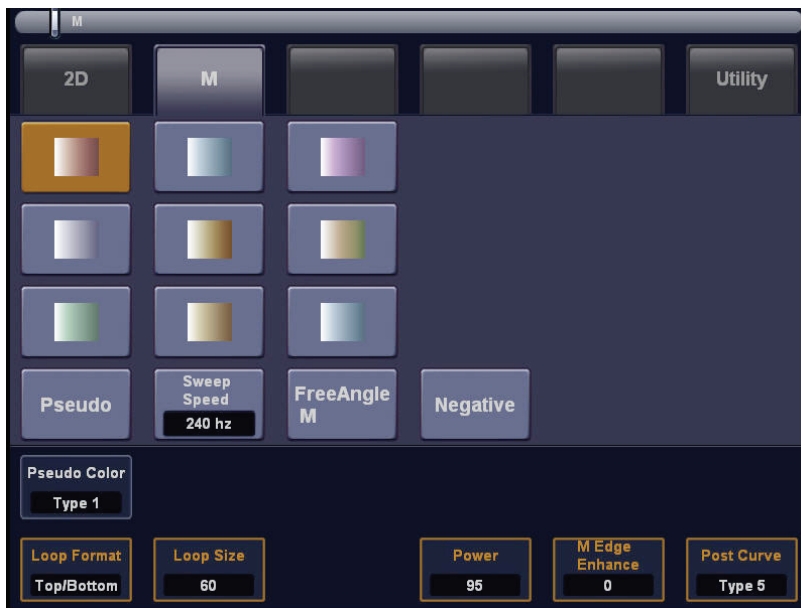 M
2D
M
Utility
Pseudo
Sweep
Speed
240 hz
FreeAngle
M
Negative
Pseudo Color
Type 1
Loop Format
Top/Bottom
Loop Size
60
Power
95
M Edge
Enhance
0
Post Curve
Type 5